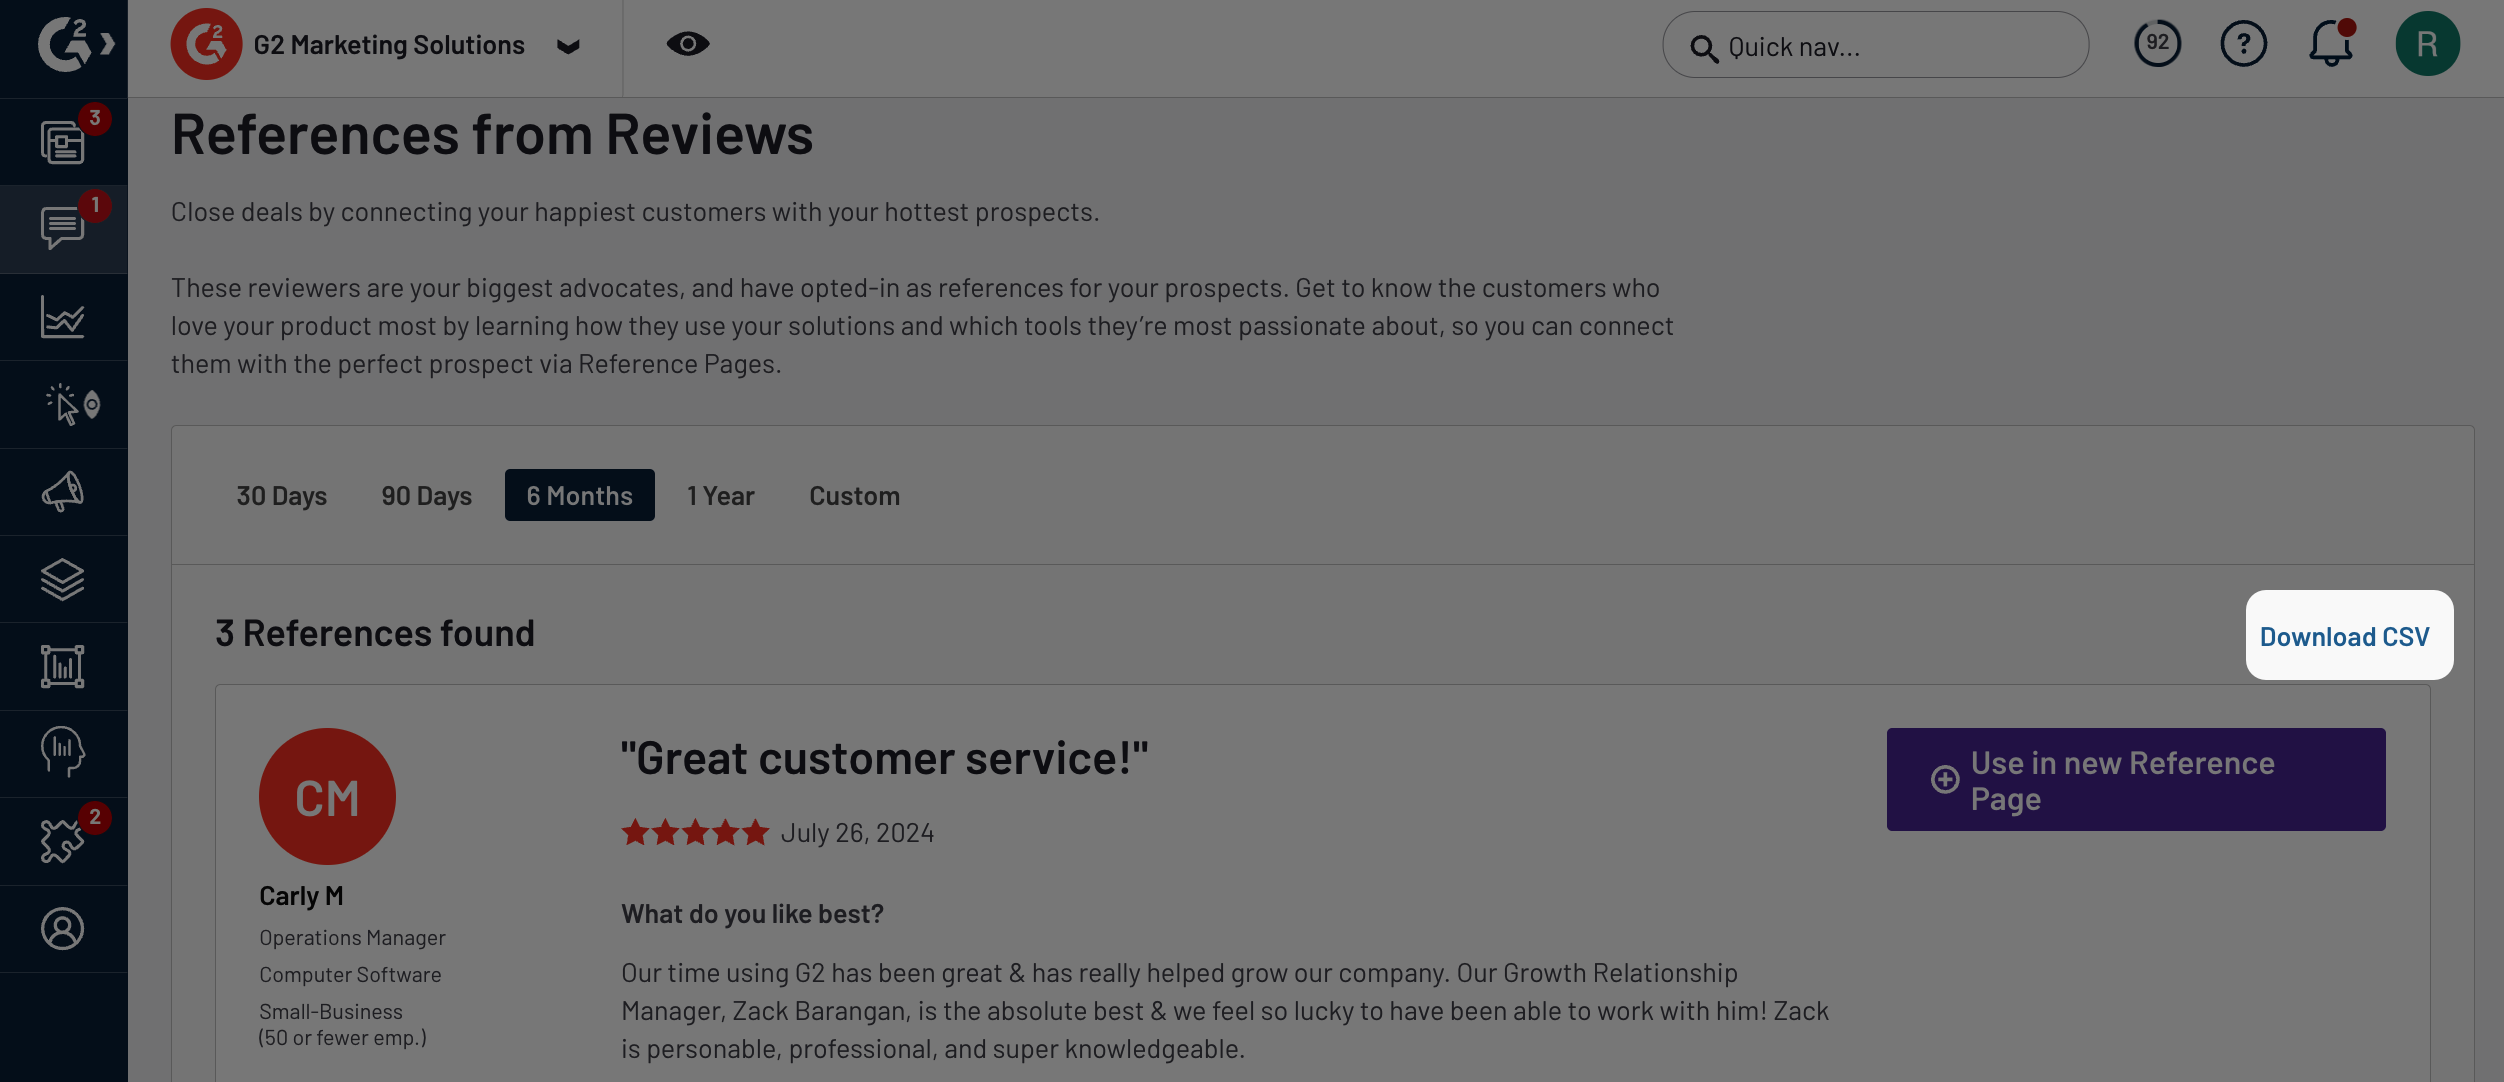 G2
G2 G2 Marketing Solutions
Quick nav...
92
?
R
3
1
2
References from Reviews
Close deals by connecting your happiest customers with your hottest prospects.
These reviewers are your biggest advocates, and have opted-in as references for your prospects. Get to know the customers who
love your product most by learning how they use your solutions and which tools they’re most passionate about, so you can connect
them with the perfect prospect via Reference Pages.
30 Days 90 Days 6 Months 1 Year Custom
3 References found
Download CSV
CM
Carly M
Operations Manager
Computer Software
Small-Business
(50 or fewer emp.)
"Great customer service!"
July 26, 2024
What do you like best?
Our time using G2 has been great & has really helped grow our company. Our Growth Relationship
Manager, Zack Barangan, is the absolute best & we feel so lucky to have been able to work with him! Zack
is personable, professional, and super knowledgeable.
Use in new Reference
Page